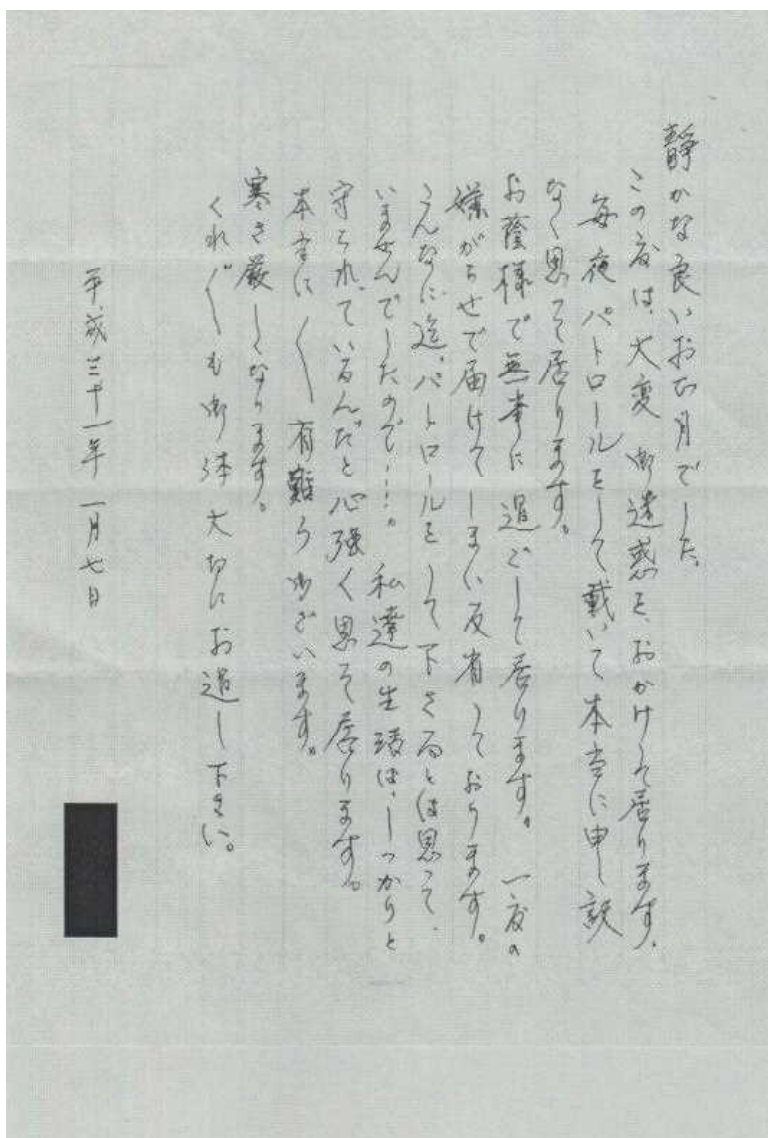 静かな良いお正月でした。
この度は、大変御迷惑を、おかけして居ります、
毎夜パトロールをして戴いて本当に申し訳
なく思って居ります。
お蔭様で無事に過ごして居ります。一度の
嫌がらせで届けてしまい反省しております。
こんなに迄、パトロールをして下さるとは思って、
いませんでしたので…。私達の生活は、しっかりと
守られているんだと心強く思って居ります。
本当に〱有難う御ざいます。
寒さ厳しくなります。
くれ〲も御体大切にお過し下さい。
平成三十一年一月七日